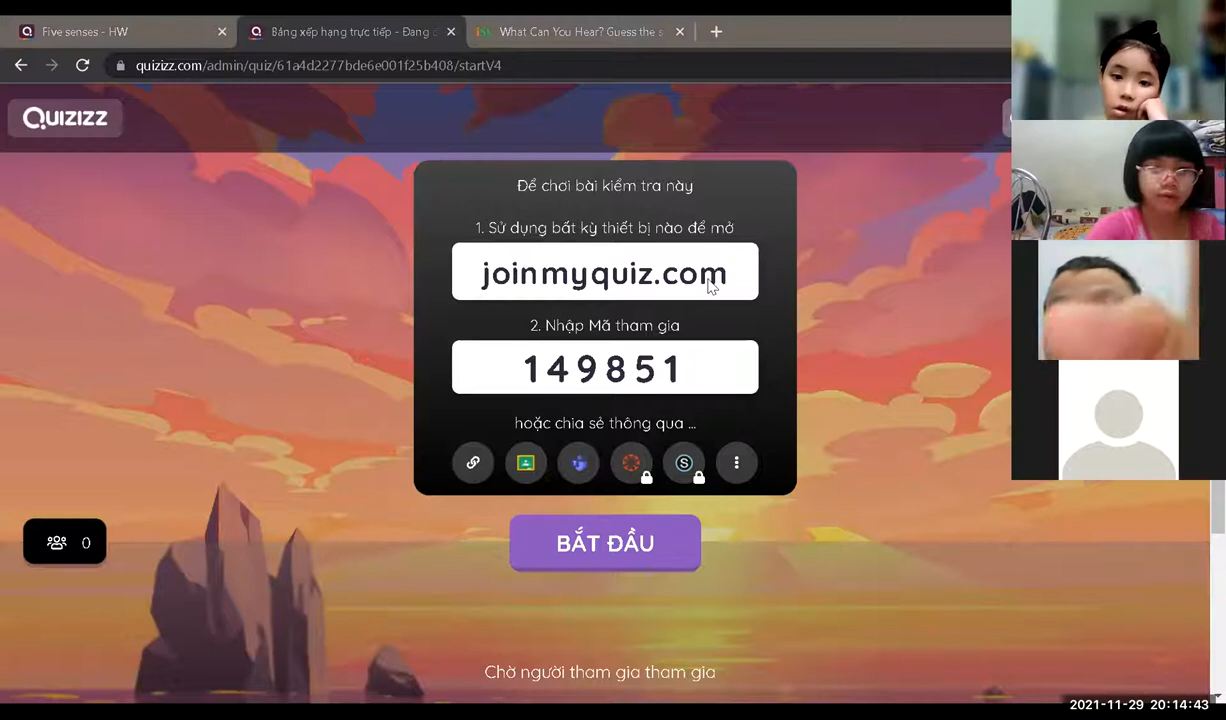 Five senses - HW
Bảng xếp hạng trực tiếp - Đang
What Can You Hear? Guess the s
quizizz.com/admin/quiz/61a4d2277bde6e001f25b408/startV4
QUIZIZZ
Để chơi bài kiểm tra này
1. Sử dụng bất kỳ thiết bị nào để mở
joinmyquiz.com
2. Nhập Mã tham gia
149851
hoặc chia sẻ thông qua ...
0
BẮT ĐẦU
Chờ người tham gia tham gia
2021-11-29 20:14:43